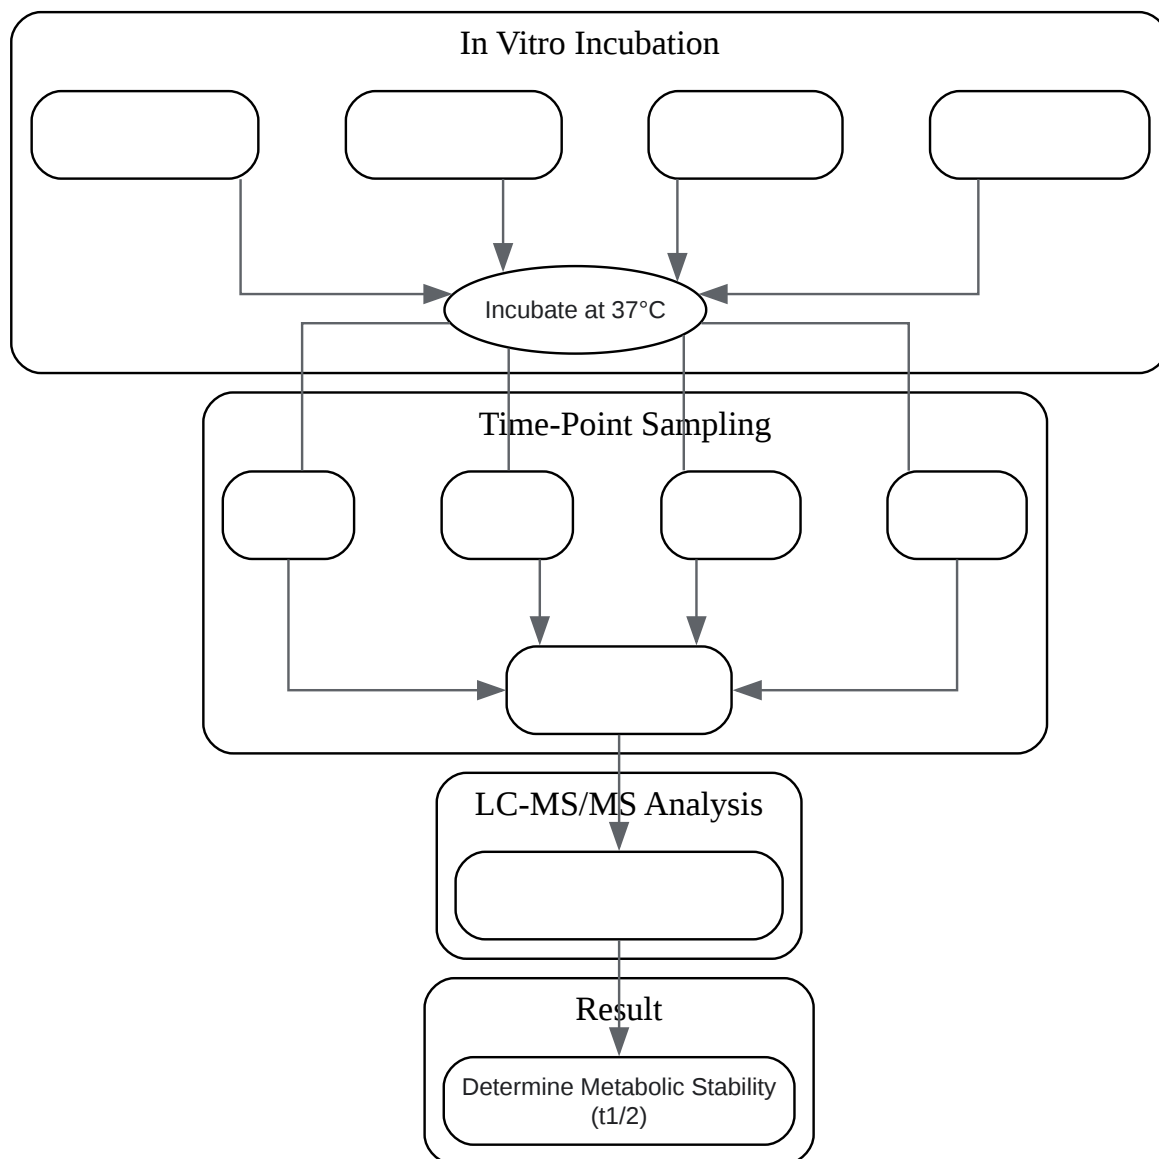 In Vitro Incubation
Incubate at 37°C
Time-Point Sampling
LC-MS/MS Analysis
Result
Determine Metabolic Stability
(t1/2)